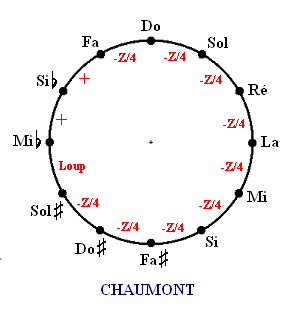 Do
Fa
Sol
-Z/4
-Z/4
Si♭
+
-Z/4
Ré
+
-Z/4
Mi♭
La
Loup
-Z/4
Sol♯
-Z/4
-Z/4
Mi
-Z/4
-Z/4
Do♯
Si
Fa♯
CHAUMONT